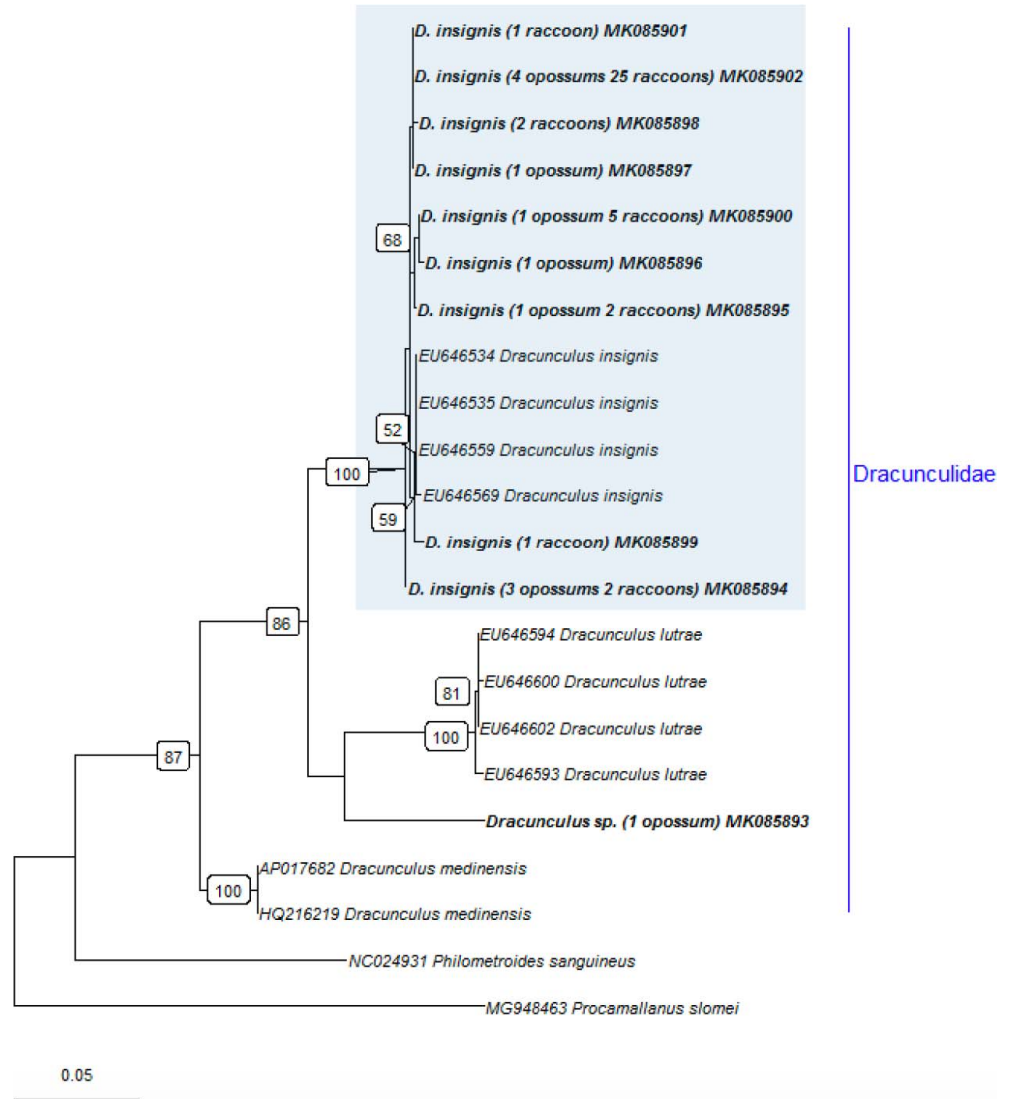 D. insignis (1 raccoon) MK085901
D. insignis (4 opossums 25 raccoons) MK085902
D. insignis (2 raccoons) MK085898
D. insignis (1 opossum) MK085897
D. insignis (1 opossum 5 raccoons) MK085900
68
D. insignis (1 opossum) MK085896
D. insignis (1 opossum 2 raccoons) MK085895
EU646534 Dracunculus insignis
EU646535 Dracunculus insignis
52
EU646559 Dracunculus insignis
100
Dracunculidae
EU646569 Dracunculus insignis
59
D. insignis (1 raccoon) MK085899
D. insignis (3 opossums 2 raccoons) MK085894
86
EU646594 Dracunculus lutrae
EU646600 Dracunculus lutrae
81
EU646602 Dracunculus lutrae
100
87
EU646593 Dracunculus lutrae
Dracunculus sp. (1 opossum) MK085893
AP017682 Dracunculus medinensis
100
HQ216219 Dracunculus medinensis
NC024931 Philometroides sanguineus
MG948463 Procamallanus slomei
0.05